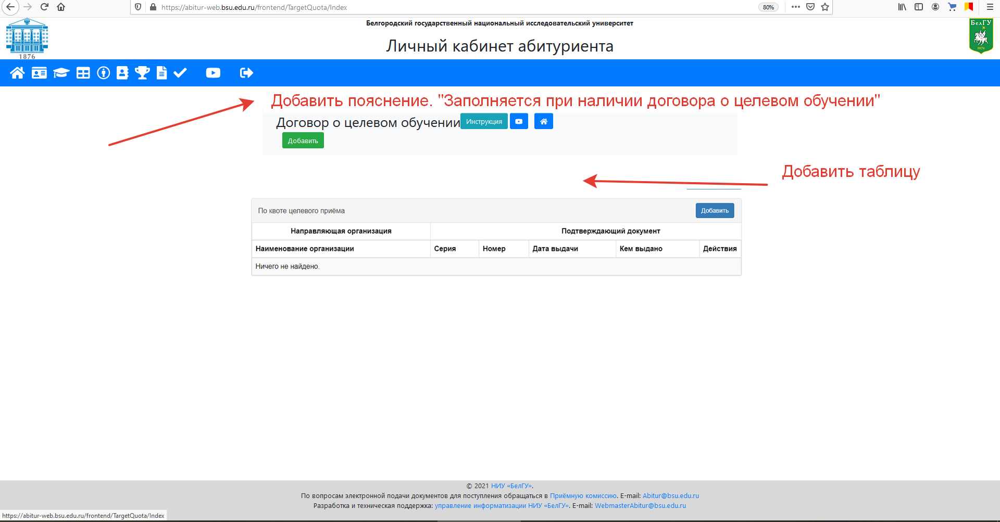 https://abitur-web.bsu.edu.ru/frontend/TargetQuota/Index
80%
Белгородский государственный национальный исследовательский университет
Личный кабинет абитуриента
1876
БелГУ
1876
Добавить пояснение. "Заполняется при наличии договора о целевом обучении"
Договор о целевом обучении Инструкция
Добавить
Добавить таблицу
По квоте целевого приёма Добавить
Направляющая организация Подтверждающий документ
Наименование организации Серия Номер Дата выдачи Кем выдано Действия
Ничего не найдено.
© 2021 НИУ «БелГУ».
По вопросам электронной подачи документов для поступления обращаться в Приёмную комиссию. E-mail: Abitur@bsu.edu.ru
Разработка и техническая поддержка: управление информатизации НИУ «БелГУ». E-mail: WebmasterAbitur@bsu.edu.ru
https://abitur-web.bsu.edu.ru/frontend/TargetQuota/Index